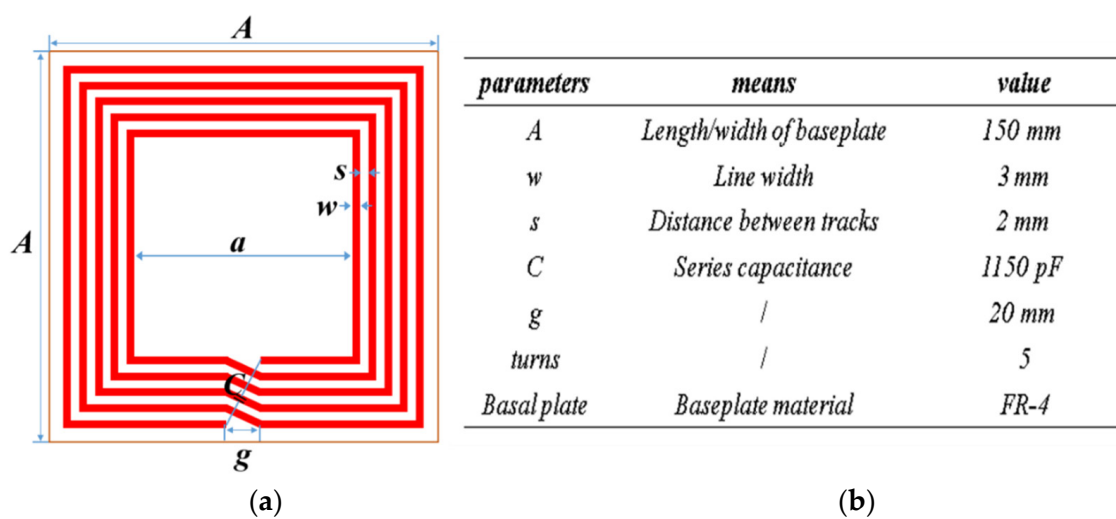 A
A
s
w
a
C
g
parameters means value
A Length/width of baseplate 150 mm
w Line width 3 mm
s Distance between tracks 2 mm
C Series capacitance 1150 pF
g / 20 mm
turns / 5
Basal plate Baseplate material FR-4
(a) (b)